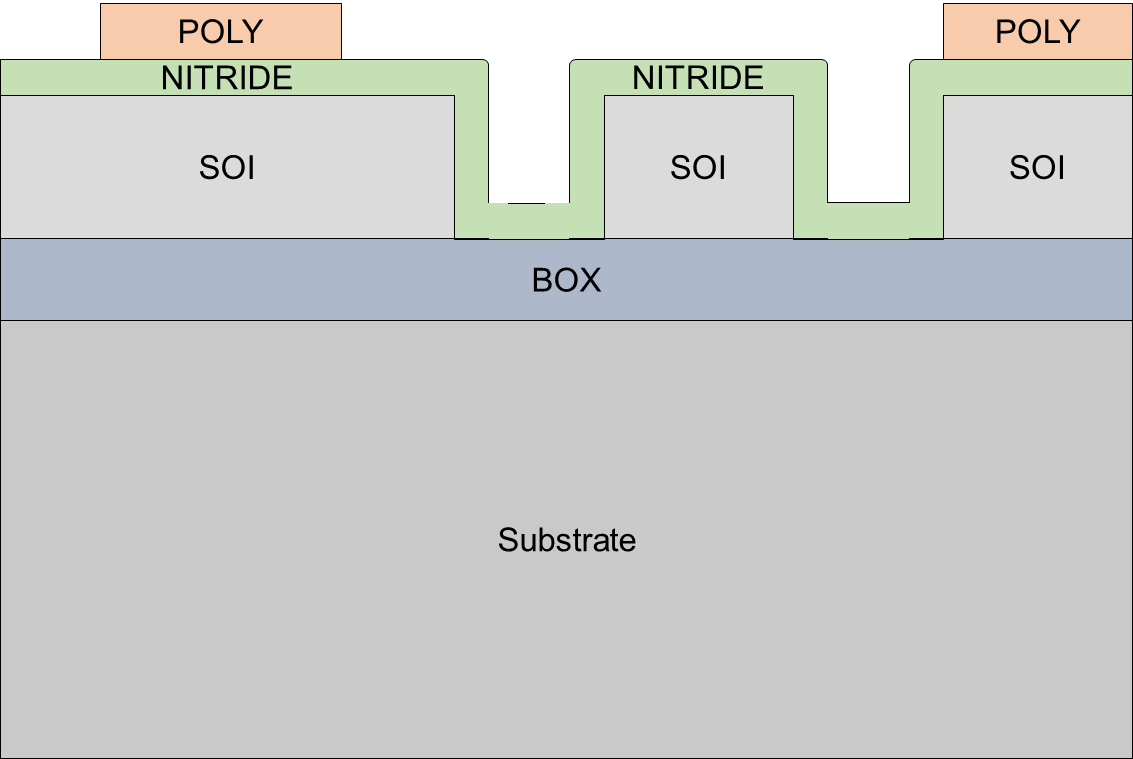 POLY
POLY
NITRIDE
NITRIDE
SOI
SOI
SOI
BOX
Substrate